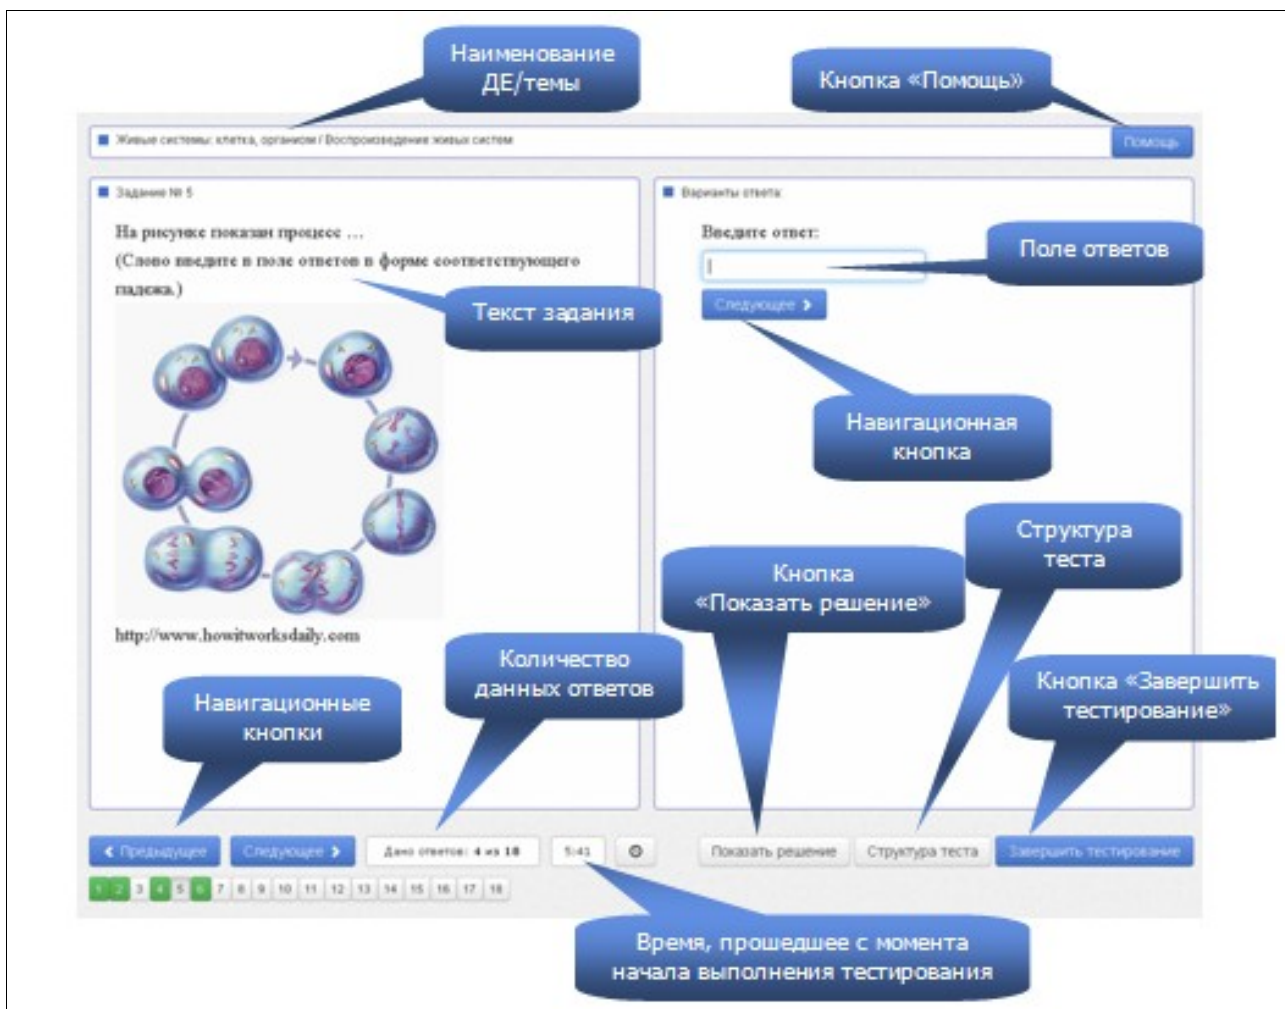 Наименование
ДЕ/темы
Кнопка «Помощь»
Живые системы: клетка, организм / Воспроизведение живых систем
Помощь
Задание № 5
На рисунке показан процесс …
(Слово введите в поле ответов в форме соответствующего
падежа.)
Текст задания
http://www.howitworksdaily.com
Варианты ответа:
Введите ответ:
Поле ответов
Следующее
Навигационная
кнопка
Структура
теста
Кнопка
«Показать решение»
Количество
данных ответов
Кнопка «Завершить
тестирование»
Навигационные
кнопки
Предыдущее
Следующее
Дано ответов: 4 из 18
5:41
Показать решение
Структура теста
Завершить тестирование
1 2 3 4 5 6 7 8 9 10 11 12 13 14 15 16 17 18
Время, прошедшее с момента
начала выполнения тестирования